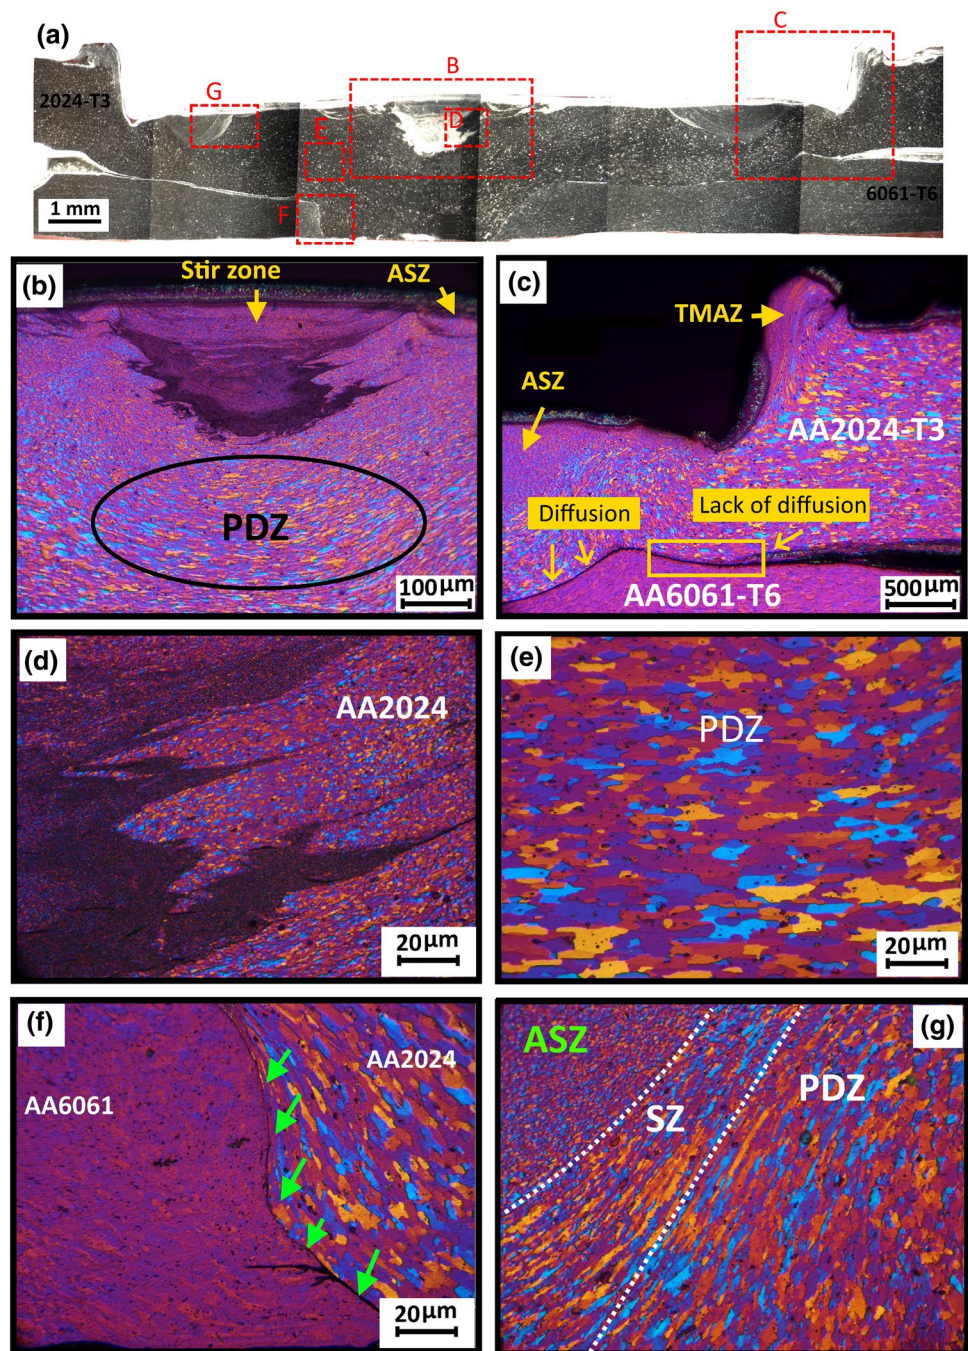 (a)
C
B
G
2024-T3
D
E
F
6061-T6
1 mm
(b)
Stir zone
ASZ
PDZ
100μm
(c)
TMAZ
ASZ
AA2024-T3
Diffusion
Lack of diffusion
AA6061-T6
500μm
(d)
AA2024
20μm
(e)
PDZ
20μm
(f)
AA2024
AA6061
20μm
(g)
ASZ
SZ
PDZ